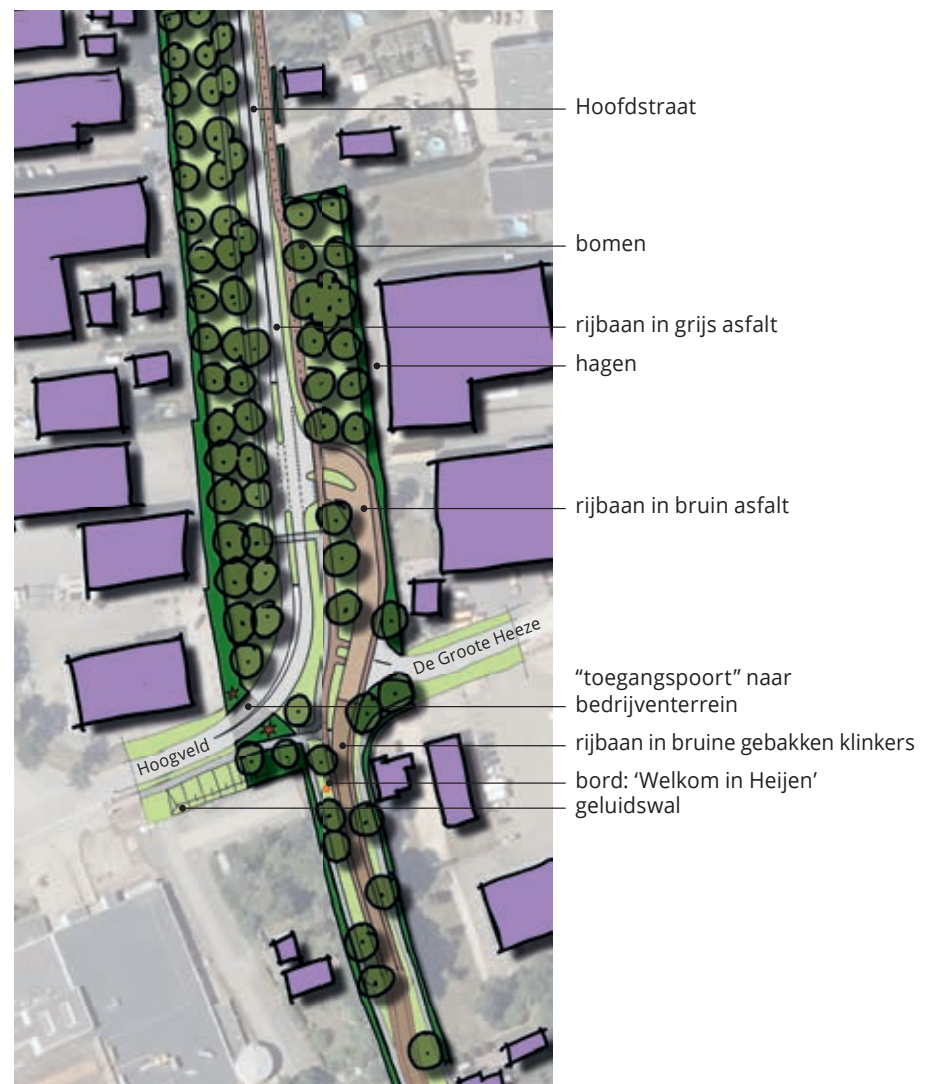 Hoofdstraat
bomen
rijbaan in grijs asfalt
hagen
rijbaan in bruin asfalt
De Groote Heeze
“toegangspoort” naar
bedrijventerrein
Hoogveld
rijbaan in bruine gebakken klinkers
bord: ‘Welkom in Heijen’
geluidswal